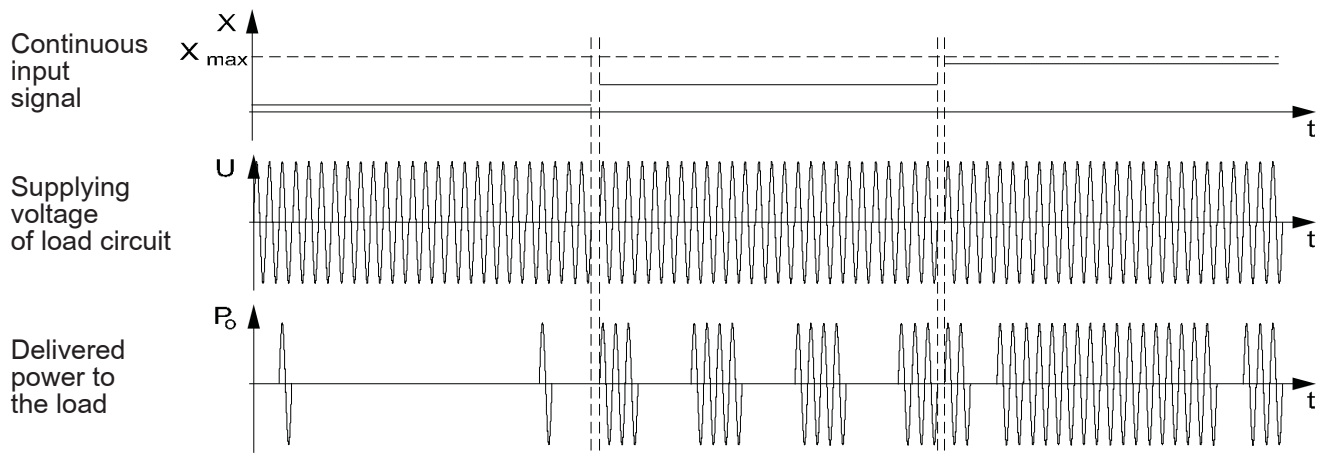 X
Continuous
input
signal
X max
t
U
Supplying
voltage
of load circuit
t
Po
Delivered
power to
the load
t